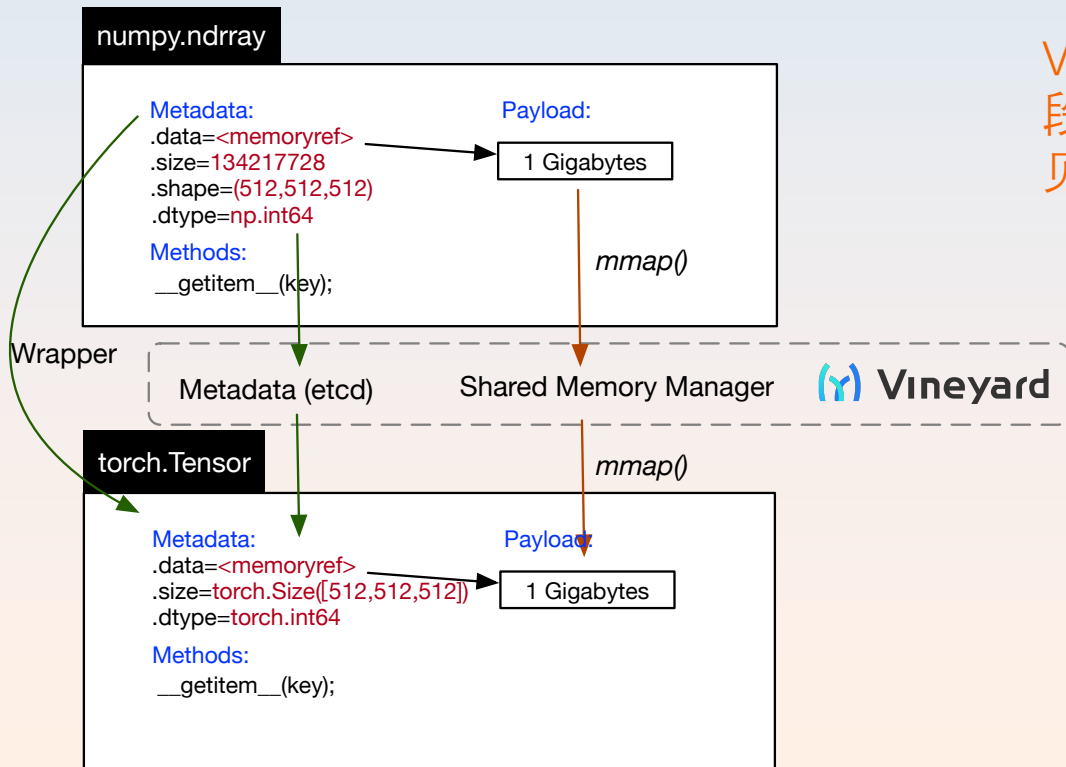 numpy.ndrray
V
段
Metadata:
Payload:
.data=<memoryref>
.size=134217728
.shape=(512,512,512)
.dtype=np.int64
1 Gigabytes
Methods:
__getitem__(key);
mmap()
Wrapper
Metadata (etcd)
Shared Memory Manager
Vineyard
torch.Tensor
mmap()
Metadata:
Payload:
.data=<memoryref>
.size=torch.Size([512,512,512])
.dtype=torch.int64
1 Gigabytes
Methods:
__getitem__(key);